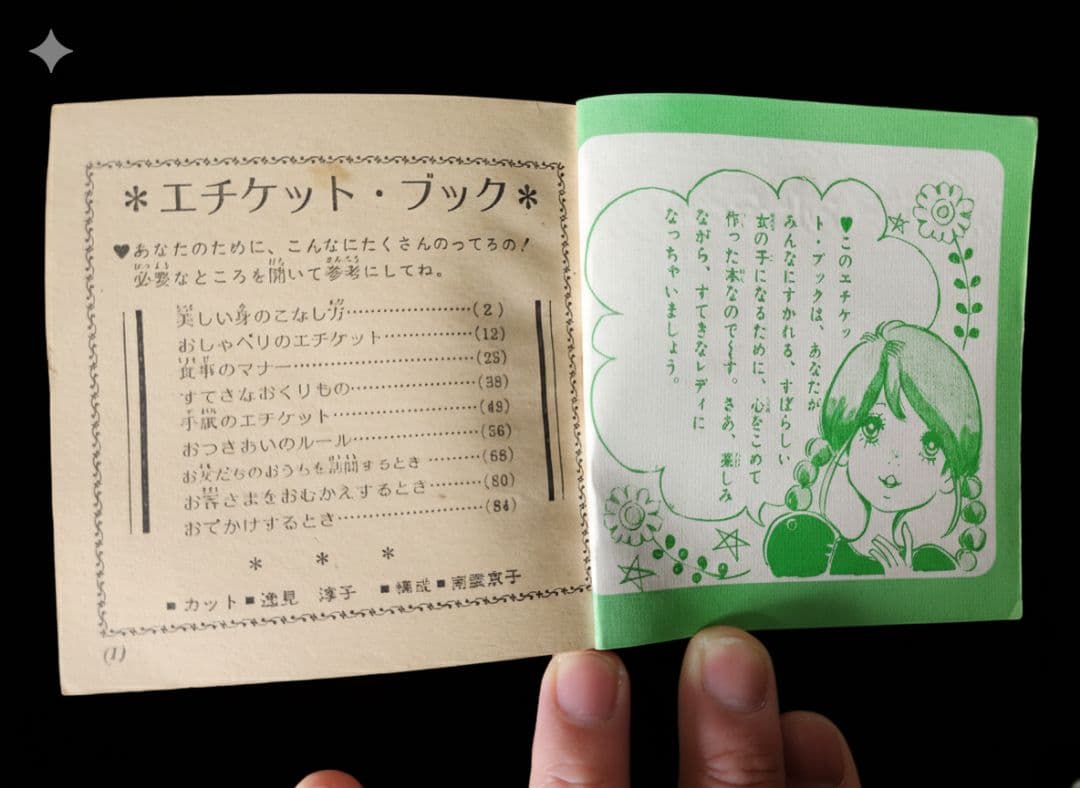 *エチケット・ブック*
♥あなたのために、こんなにたくさんのってるの!
必要なところを開いて参考にしてね。
美しい身のこなし方……………………(2)
おしゃべりのエチケット………………(12)
食事のマナー……………………………(25)
すてきなおくりもの……………………(38)
手紙のエチケット………………………(49)
おつきあいのルール……………………(56)
お友だちのおうちを訪問するとき………(68)
お客さまをおむかえするとき…………(80)
おでかけするとき………………………(84)
* * *
■カット■逸見 淳子 ■構成■南雲京子
(1)
♥このエチケッ
ト・ブックは、あなたが
みんなにすかれる、すばらしい
女の子になるために、心をこめて
作った本なので〜す。さあ、楽しみ
ながら、すてきなレディに
なっちゃいましょう。